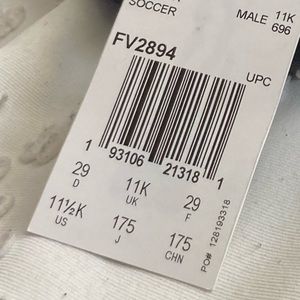 SOCCER
MALE 11K
696
FV2894
UPC
1 93106 21318 1
29 11K 29
D UK F
11½K 175 175
US J CHN
PO# 128193318